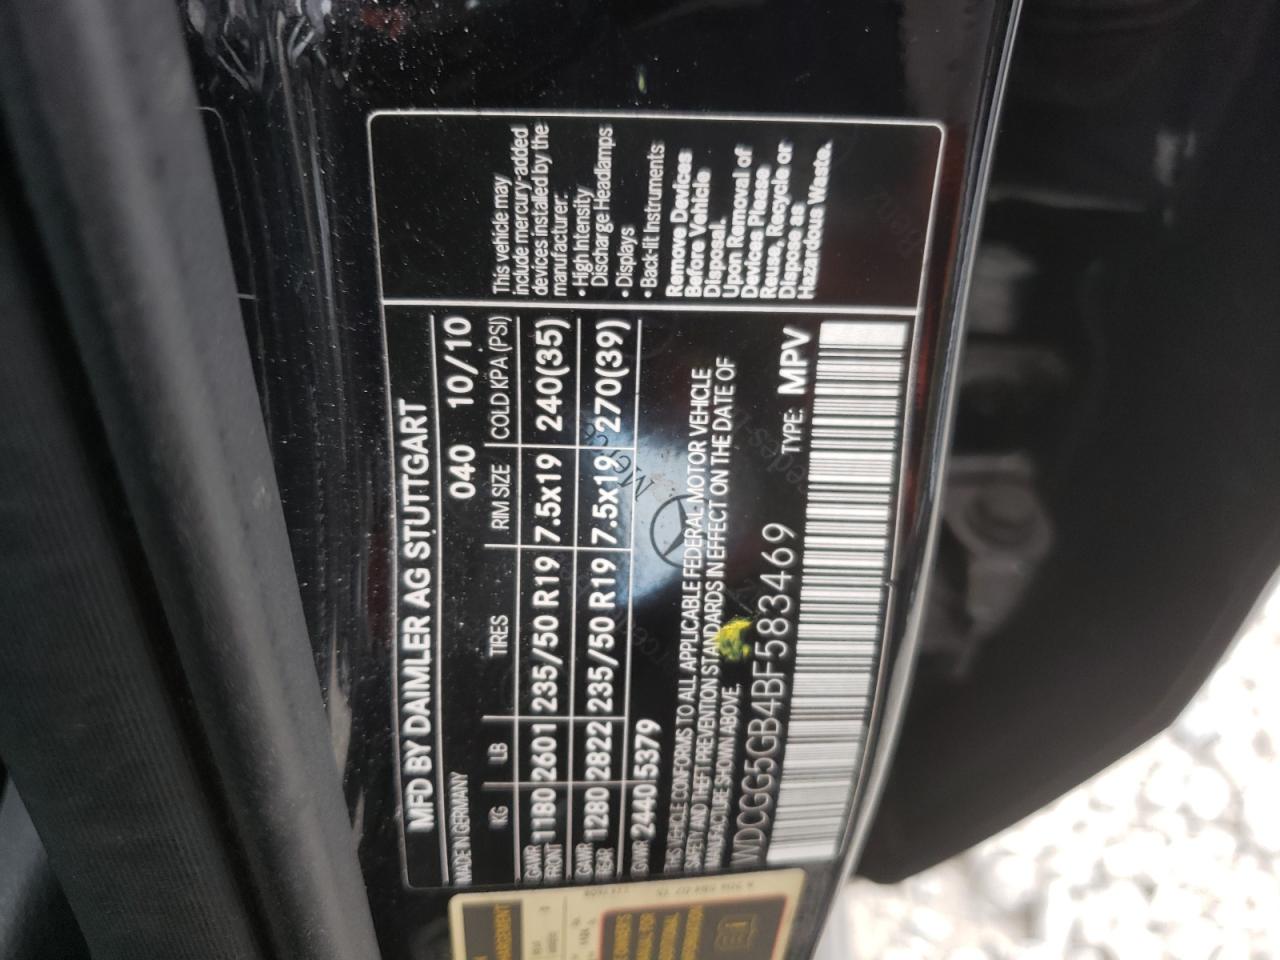 MFD BY DAIMLER AG STUTTGART
MADE IN GERMANY 040 10/10
KG LB TIRES RIM SIZE COLD KPA (PSI)
GAWR FRONT 1180 2601 235/50 R19 7.5x19 240(35)
GAWR REAR 1280 2822 235/50 R19 7.5x19 270(39)
GVWR 2440 5379
THIS VEHICLE CONFORMS TO ALL APPLICABLE FEDERAL MOTOR VEHICLE
SAFETY AND THEFT PREVENTION STANDARDS IN EFFECT ON THE DATE OF
MANUFACTURE SHOWN ABOVE.
WDCGG5GB4BF583469 TYPE: MPV
This vehicle may
include mercury-added
devices installed by the
manufacturer:
• High Intensity
Discharge Headlamps
• Displays
• Back-lit Instruments
Remove Devices
Before Vehicle
Disposal.
Upon Removal of
Devices Please
Reuse, Recycle or
Dispose as
Hazardous Waste.